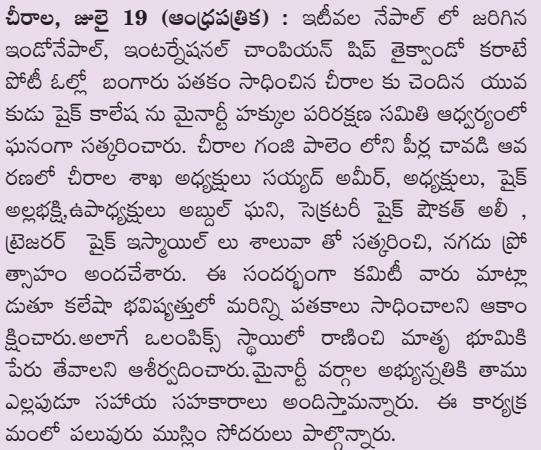 చీరాల, జులై 19 (ఆంధ్రపత్రిక) : ఇటీవల నేపాల్ లో జరిగిన
ఇండోనేపాల్, ఇంటర్నేషనల్ చాంపియన్ షిప్ తైక్వాండో కరాటే
పోటీ ఓల్లో బంగారు పతకం సాధించిన చీరాల కు చెందిన యువ
కుడు షైక్ కాలేష ను మైనార్టీ హక్కుల పరిరక్షణ సమితి ఆధ్వర్యంలో
ఘనంగా సత్కరించారు. చీరాల గంజి పాలెం లోని పీర్ల చావడి ఆవ
రణలో చీరాల శాఖ అధ్యక్షులు సయ్యద్ అమీర్, అధ్యక్షులు, షైక్
అల్లభక్షి,ఉపాధ్యక్షులు అబ్దుల్ ఘని, సెక్రటరీ షైక్ షౌకత్ అలీ ,
ట్రెజరర్ షైక్ ఇస్మాయిల్ లు శాలువా తో సత్కరించి, నగదు ప్రో
త్సాహం అందచేశారు. ఈ సందర్భంగా కమిటీ వారు మాట్లా
డుతూ కలేషా భవిష్యత్తులో మరిన్ని పతకాలు సాధించాలని ఆకాం
క్షించారు.అలాగే ఒలంపిక్స్ స్థాయిలో రాణించి మాతృ భూమికి
పేరు తేవాలని ఆశీర్వదించారు.మైనార్టీ వర్గాల అభ్యున్నతికి తాము
ఎల్లపుడూ సహాయ సహకారాలు అందిస్తామన్నారు. ఈ కార్యక్ర
మంలో పలువురు ముస్లిం సోదరులు పాల్గొన్నారు.